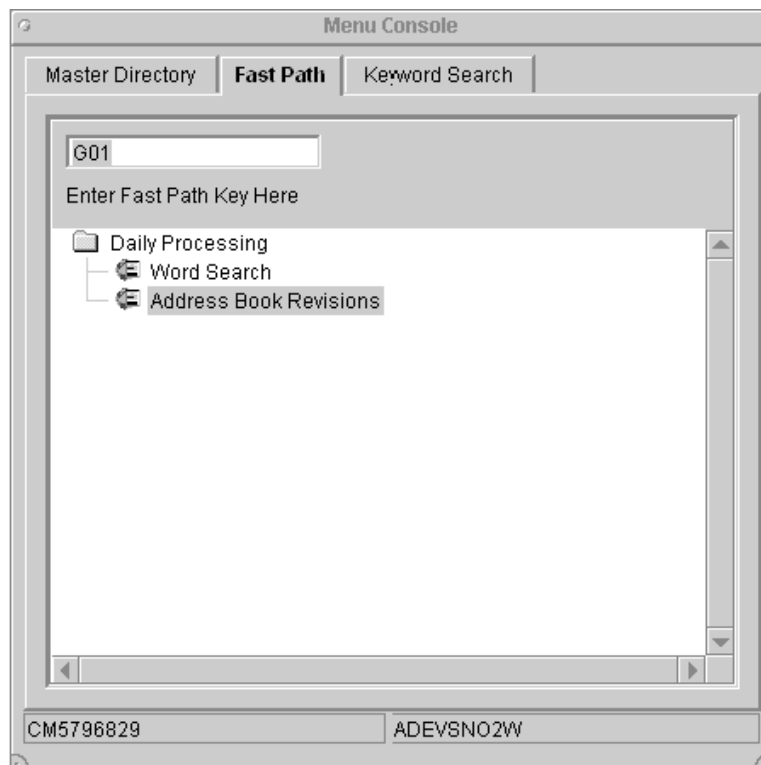 Menu Console
Master Directory Fast Path Keyword Search
G01
Enter Fast Path Key Here
Daily Processing
Word Search
Address Book Revisions
CM5796829 ADEVSNO2W